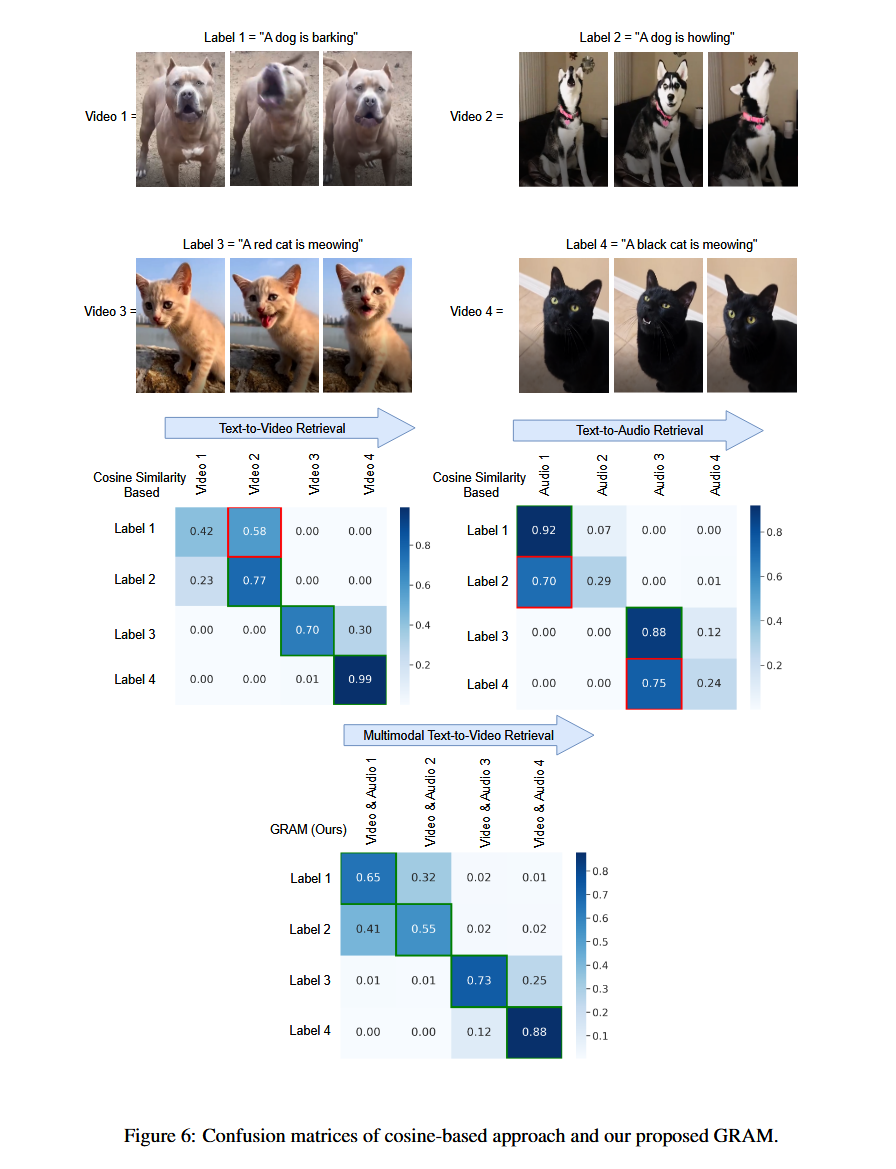 Label 1 = "A dog is barking"
Label 2 = "A dog is howling"
Video 1 =
Video 2 =
Label 3 = "A red cat is meowing"
Label 4 = "A black cat is meowing"
Video 3 =
Video 4 =
Text-to-Video Retrieval
Cosine Similarity
Based
Video 1
Video 2
Video 3
Video 4
Label 1 0.42 0.58 0.00 0.00
Label 2 0.23 0.77 0.00 0.00
Label 3 0.00 0.00 0.70 0.30
Label 4 0.00 0.00 0.01 0.99
0.8
0.6
0.4
0.2
Text-to-Audio Retrieval
Cosine Similarity
Based
Audio 1
Audio 2
Audio 3
Audio 4
Label 1 0.92 0.07 0.00 0.00
Label 2 0.70 0.29 0.00 0.01
Label 3 0.00 0.00 0.88 0.12
Label 4 0.00 0.00 0.75 0.24
0.8
0.6
0.4
0.2
Multimodal Text-to-Video Retrieval
GRAM (Ours)
Video & Audio 1
Video & Audio 2
Video & Audio 3
Video & Audio 4
Label 1 0.65 0.32 0.02 0.01
Label 2 0.41 0.55 0.02 0.02
Label 3 0.01 0.01 0.73 0.25
Label 4 0.00 0.00 0.12 0.88
0.8
0.7
0.6
0.5
0.4
0.3
0.2
0.1
Figure 6: Confusion matrices of cosine-based approach and our proposed GRAM.